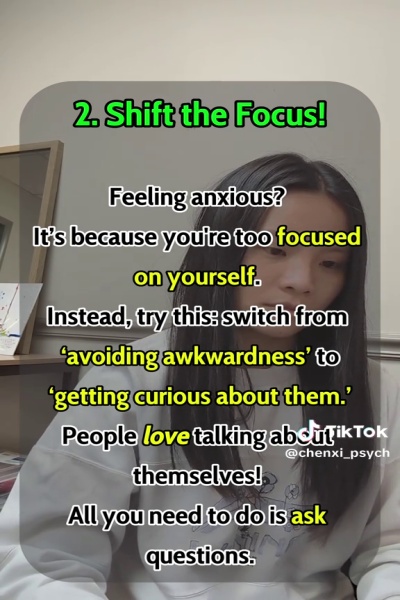 2. Shift the Focus!
Feeling anxious?
It's because you're too focused
on yourself.
Instead, try this: switch from
‘avoiding awkwardness’ to
‘getting curious about them.’
People love talking about
themselves!
All you need to do is ask
questions.
TikTok
@chenxi_psych